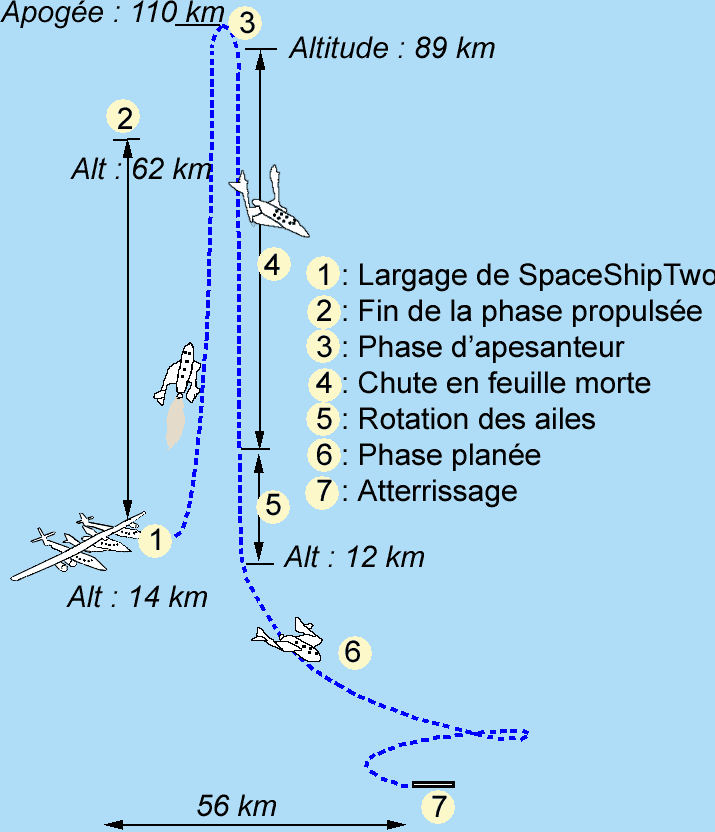 Apogée : 110 km
3
Altitude : 89 km
2
Alt : 62 km
4
1 : Largage de SpaceShipTwo
2 : Fin de la phase propulsée
3 : Phase d'apesanteur
4 : Chute en feuille morte
5 : Rotation des ailes
6 : Phase planée
7 : Atterrissage
5
1
Alt : 12 km
Alt : 14 km
6
56 km
7